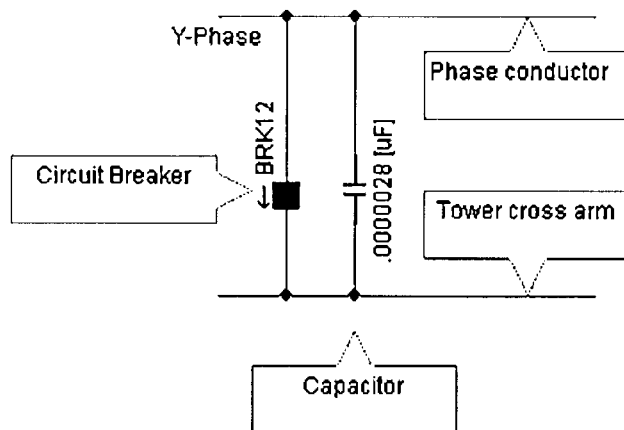 Y-Phase
Phase conductor
BRK12
Circuit Breaker
.0000028 [uF]
Tower cross arm
Capacitor